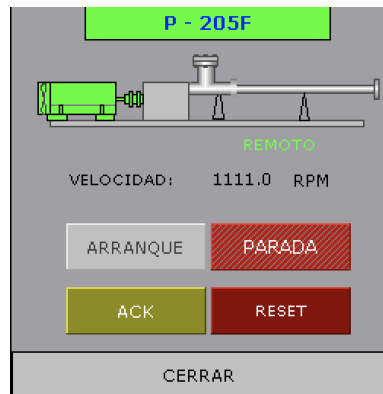 P - 205F
REMOTO
VELOCIDAD: 1111.0 RPM
ARRANQUE PARADA
ACK RESET
CERRAR